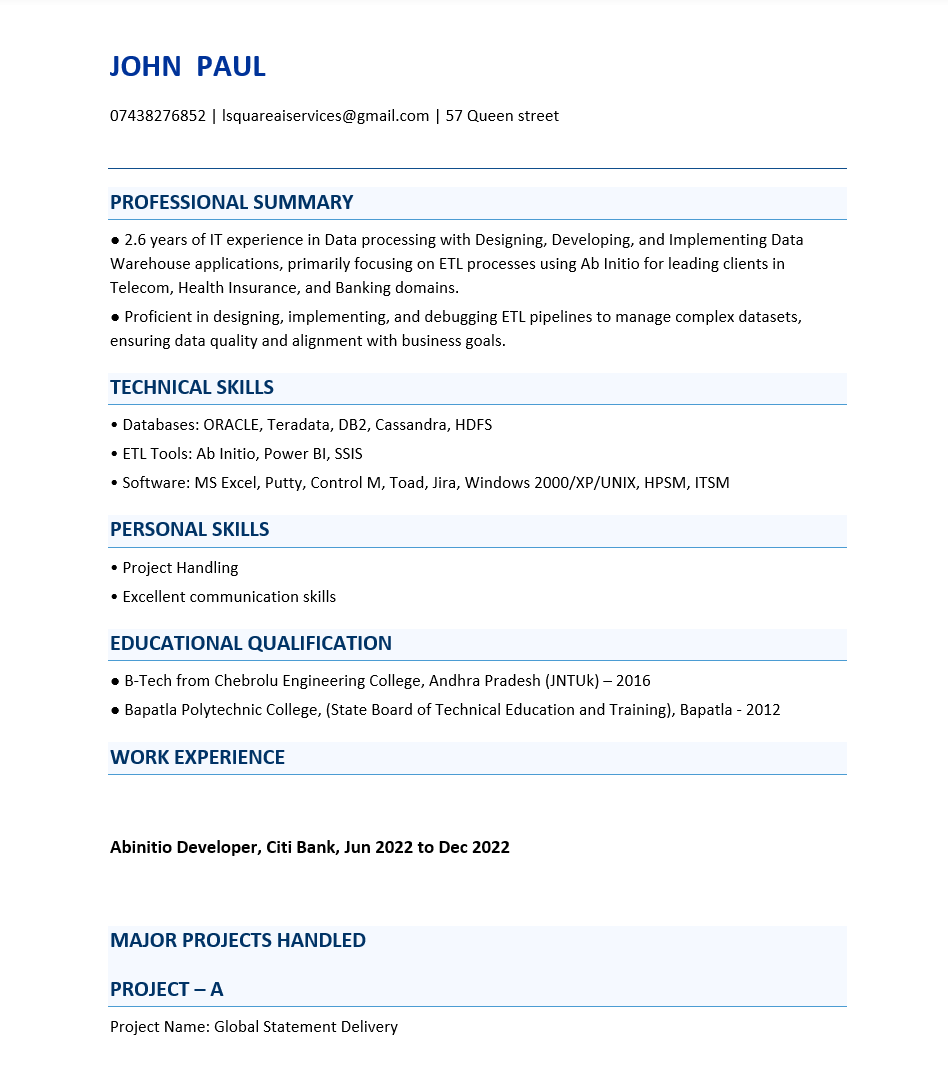 JOHN  PAUL
07438276852 | lsquareaiservices@gmail.com | 57 Queen street
PROFESSIONAL SUMMARY
● 2.6 years of IT experience in Data processing with Designing, Developing, and Implementing Data
Warehouse applications, primarily focusing on ETL processes using Ab Initio for leading clients in
Telecom, Health Insurance, and Banking domains.
● Proficient in designing, implementing, and debugging ETL pipelines to manage complex datasets,
ensuring data quality and alignment with business goals.
TECHNICAL SKILLS
• Databases: ORACLE, Teradata, DB2, Cassandra, HDFS
• ETL Tools: Ab Initio, Power BI, SSIS
• Software: MS Excel, Putty, Control M, Toad, Jira, Windows 2000/XP/UNIX, HPSM, ITSM
PERSONAL SKILLS
• Project Handling
• Excellent communication skills
EDUCATIONAL QUALIFICATION
● B-Tech from Chebrolu Engineering College, Andhra Pradesh (JNTUk) – 2016
● Bapatla Polytechnic College, (State Board of Technical Education and Training), Bapatla - 2012
WORK EXPERIENCE
Abinitio Developer, Citi Bank, Jun 2022 to Dec 2022
MAJOR PROJECTS HANDLED
PROJECT – A
Project Name: Global Statement Delivery